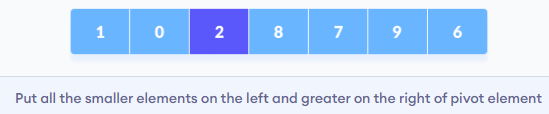 1 0 2 8 7 9 6
Put all the smaller elements on the left and greater on the right of pivot element